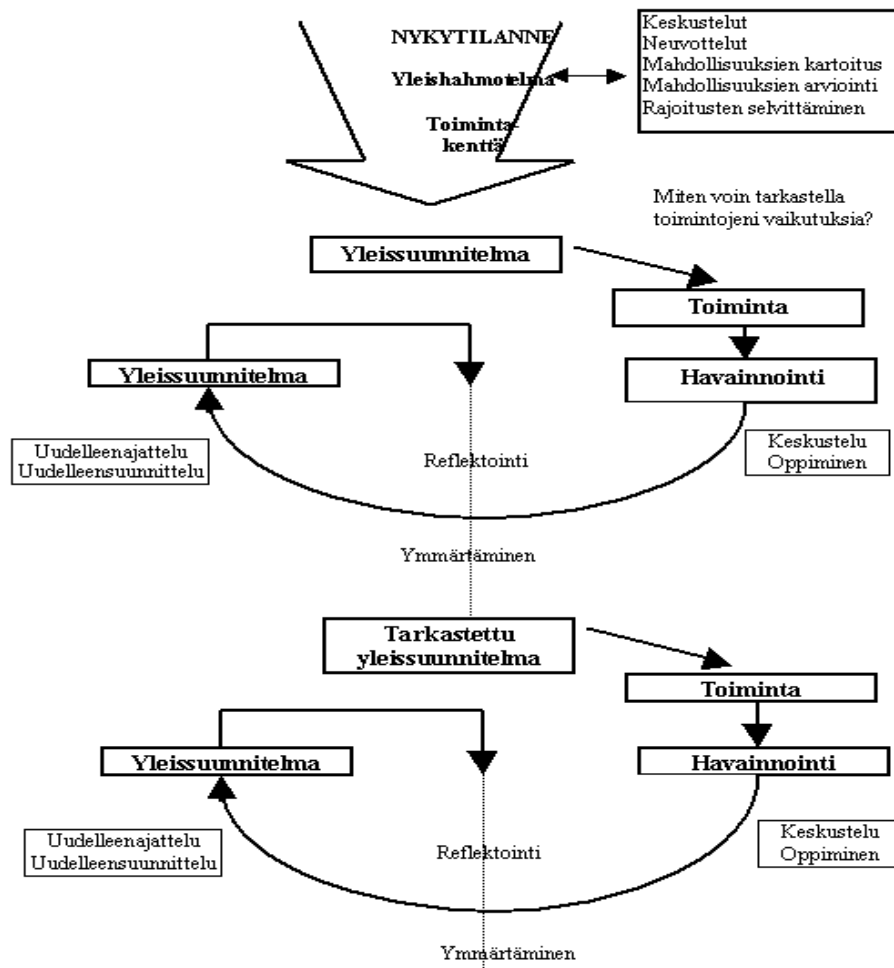 NYKYTILANNE
Yleishahmotelma
Toiminta-
kenttä
Keskustelut
Neuvottelut
Mahdollisuuksien kartoitus
Mahdollisuuksien arviointi
Rajoitusten selvittäminen
Miten voin tarkastella
toimintojeni vaikutuksia?
Yleissuunnitelma
Toiminta
Yleissuunnitelma
Havainnointi
Uudelleenajattelu
Uudelleensuunnittelu
Reflektointi
Keskustelu
Oppiminen
Ymmärtäminen
Tarkastettu
yleissuunnitelma
Toiminta
Yleissuunnitelma
Havainnointi
Uudelleenajattelu
Uudelleensuunnittelu
Reflektointi
Keskustelu
Oppiminen
Ymmärtäminen